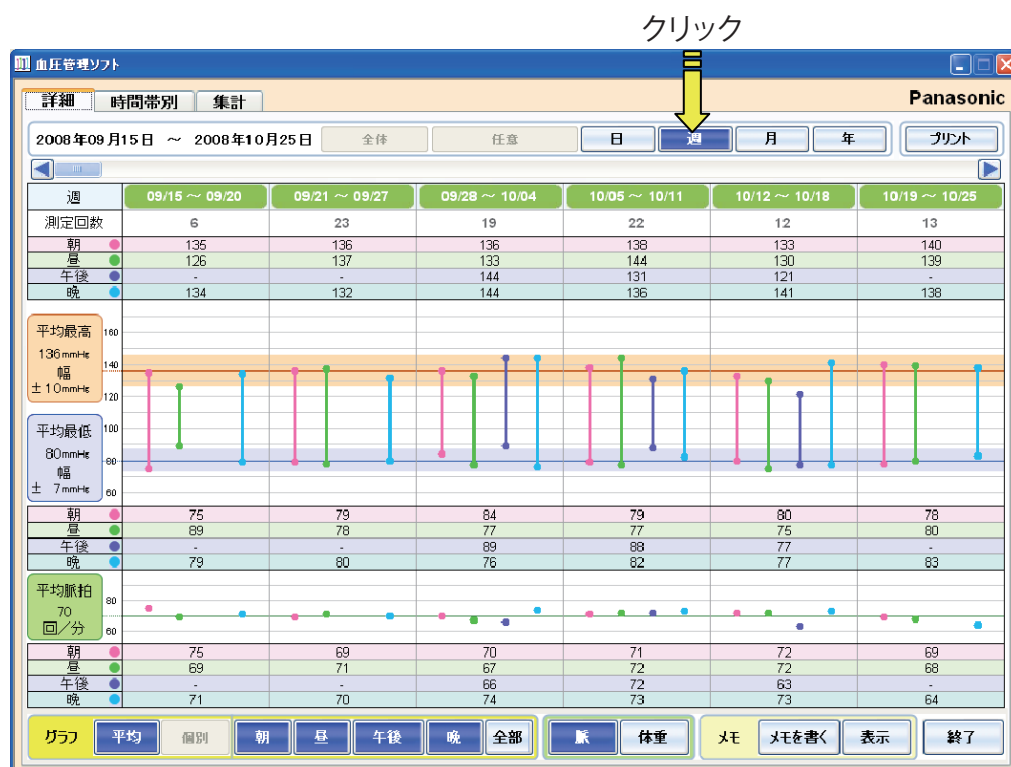 クリック
血圧管理ソフト
詳細 時間帯別 集計 Panasonic
2008年09月15日 ～ 2008年10月25日 全体 任意 日 週 月 年 プリント
週 09/15～09/20 09/21～09/27 09/28～10/04 10/05～10/11 10/12～10/18 10/19～10/25
測定回数 6 23 19 22 12 13
朝 135 136 136 138 133 140
昼 126 137 133 144 130 139
午後 - - 144 131 121 -
晩 134 132 144 136 141 138
平均最高
136mmHg
幅
±10mmHg
160
140
120
100
80
60
平均最低
80mmHg
幅
± 7mmHg
朝 75 79 84 79 80 78
昼 89 78 77 77 75 80
午後 - - 89 88 77 -
晩 79 80 76 82 77 83
平均脈拍
70
回／分
80
60
朝 75 69 70 71 72 69
昼 69 71 67 72 72 68
午後 - - 66 72 63 -
晩 71 70 74 73 73 64
グラフ 平均 個別 朝 昼 午後 晩 全部 脈 体重 メモ メモを書く 表示 終了